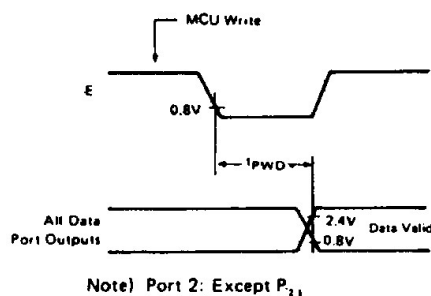 MCU Write
E
0.8V
tPWD
All Data
Port Outputs
2.4V
0.8V
Data Valid
Note) Port 2: Except P21